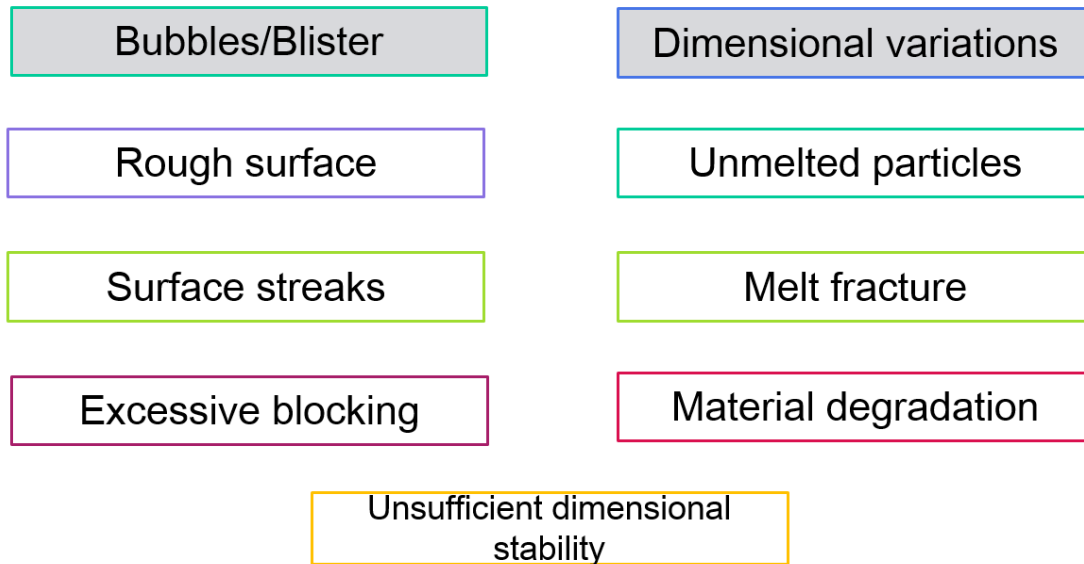 Bubbles/Blister
Dimensional variations
Rough surface
Unmelted particles
Surface streaks
Melt fracture
Excessive blocking
Material degradation
Unsufficient dimensional
stability